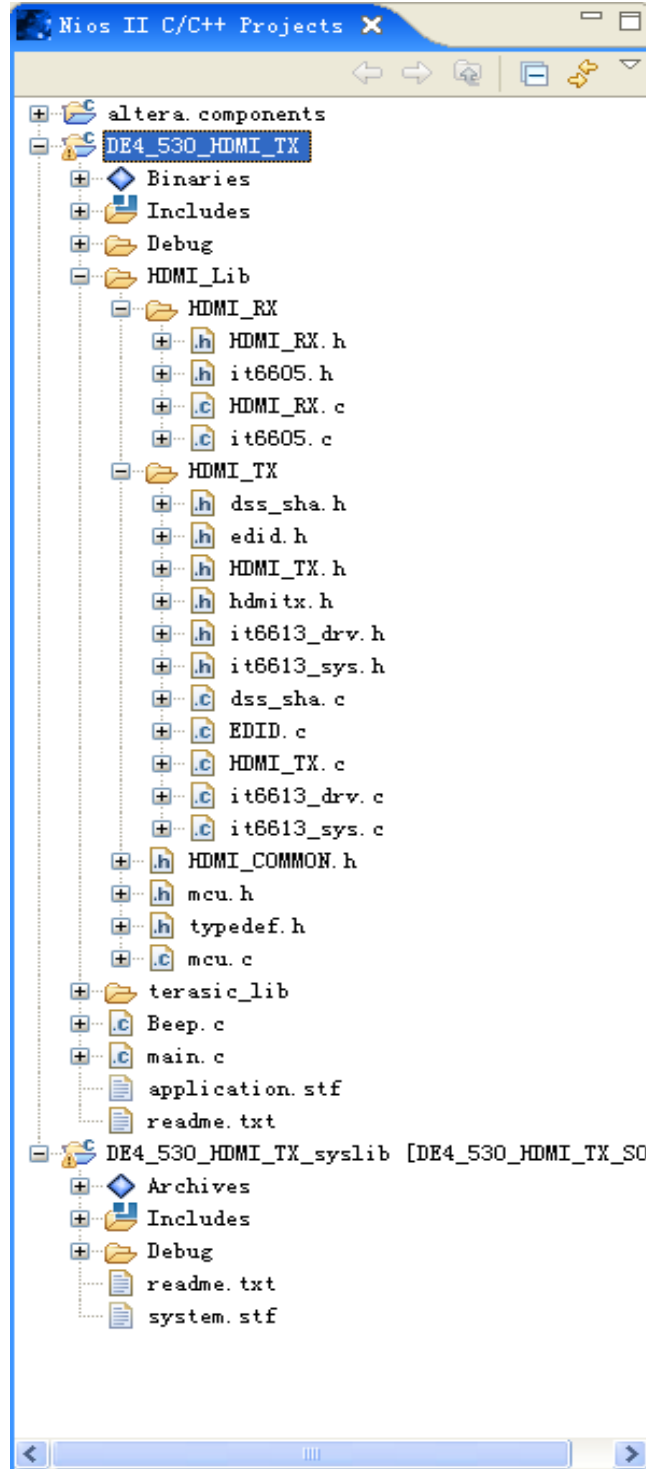 Nios II C/C++ Projects
altera.components
DE4_530_HDMI_TX
Binaries
Includes
Debug
HDMI_Lib
HDMI_RX
HDMI_RX.h
it6605.h
HDMI_RX.c
it6605.c
HDMI_TX
dss_sha.h
edid.h
HDMI_TX.h
hdmitx.h
it6613_drv.h
it6613_sys.h
dss_sha.c
EDID.c
HDMI_TX.c
it6613_drv.c
it6613_sys.c
HDMI_COMMON.h
mcu.h
typedef.h
mcu.c
terasic_lib
Beep.c
main.c
application.stf
readme.txt
DE4_530_HDMI_TX_syslib [DE4_530_HDMI_TX_SO
Archives
Includes
Debug
readme.txt
system.stf